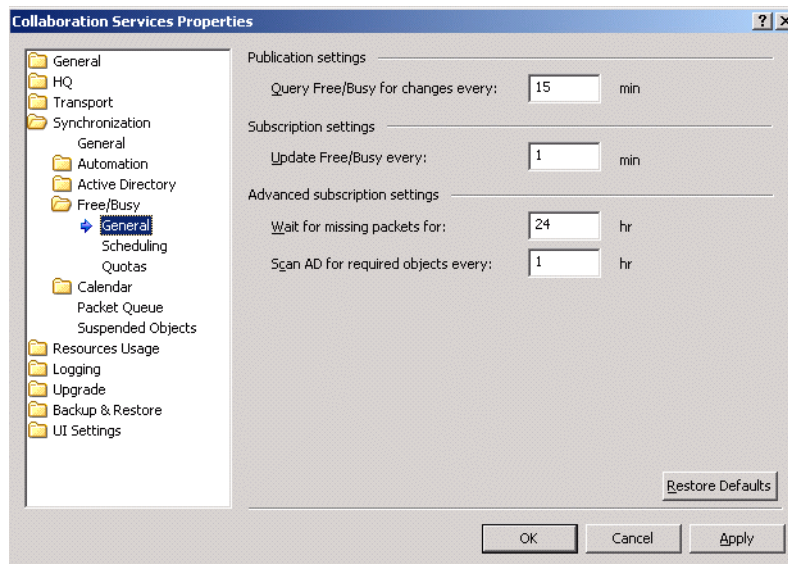 Collaboration Services Properties
General
HQ
Transport
Synchronization
General
Automation
Active Directory
Free/Busy
General
Scheduling
Quotas
Calendar
Packet Queue
Suspended Objects
Resources Usage
Logging
Upgrade
Backup & Restore
UI Settings
Publication settings
Query Free/Busy for changes every: 15 min
Subscription settings
Update Free/Busy every: 1 min
Advanced subscription settings
Wait for missing packets for: 24 hr
Scan AD for required objects every: 1 hr
Restore Defaults
OK Cancel Apply